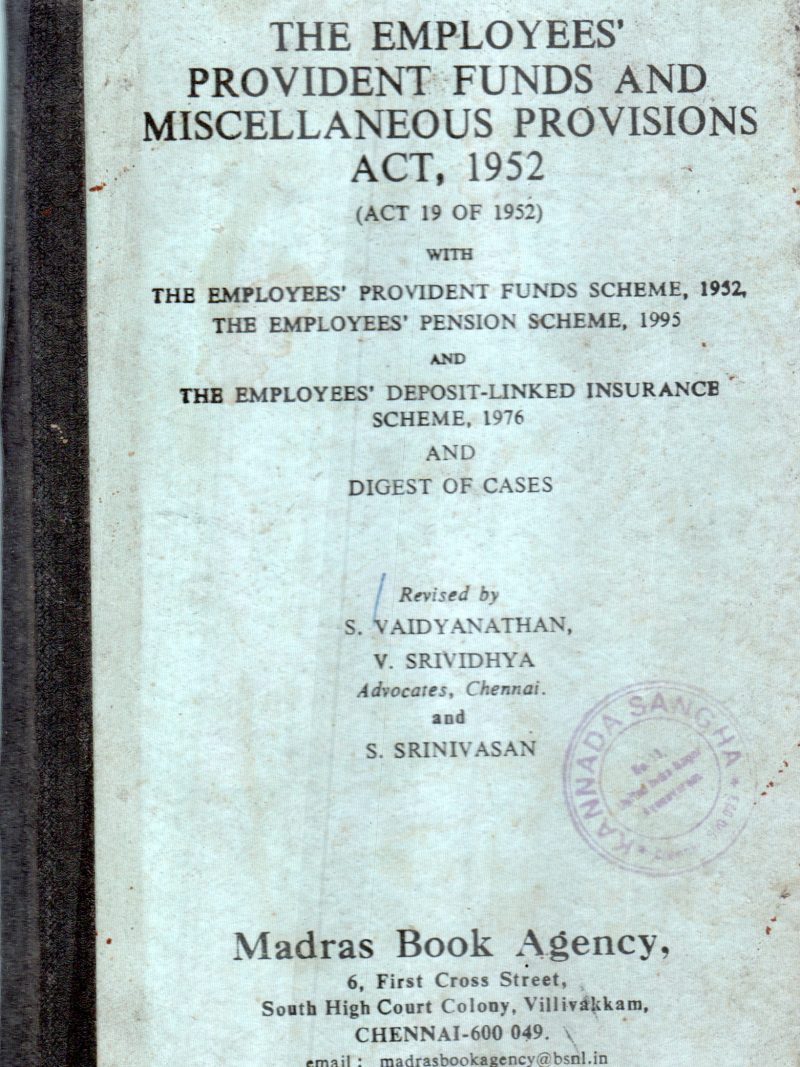 THE EMPLOYEES'
PROVIDENT FUNDS AND
MISCELLANEOUS PROVISIONS
ACT, 1952
(ACT 19 OF 1952)
WITH
THE EMPLOYEES' PROVIDENT FUNDS SCHEME, 1952,
THE EMPLOYEES' PENSION SCHEME, 1995
AND
THE EMPLOYEES' DEPOSIT-LINKED INSURANCE
SCHEME, 1976
AND
DIGEST OF CASES
Revised by
S. VAIDYANATHAN,
V. SRIVIDHYA
Advocates, Chennai.
and
S. SRINIVASAN
KANNADA SANGHA
Madras Book Agency,
6, First Cross Street,
South High Court Colony, Villivakkam,
CHENNAI-600 049.
email : madrasbookagency@bsnl.in